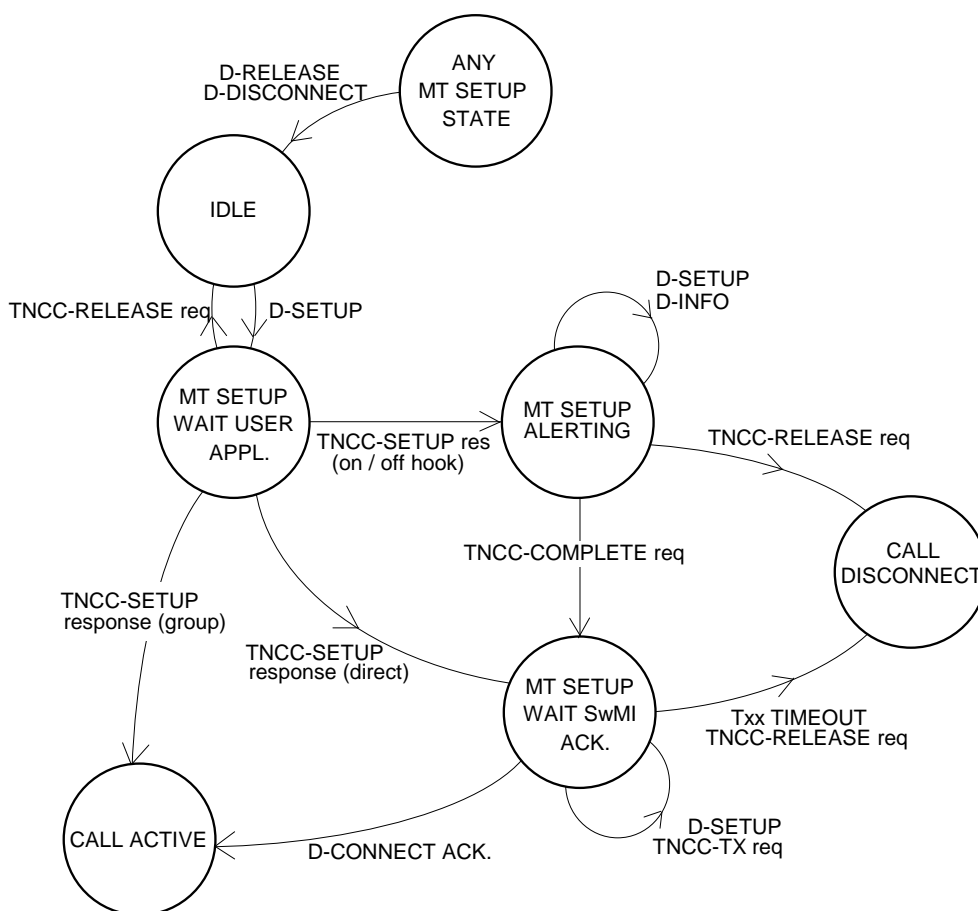 ANY
MT SETUP
STATE
D-RELEASE
D-DISCONNECT
IDLE
TNCC-RELEASE req
D-SETUP
D-SETUP
D-INFO
MT SETUP
WAIT USER
APPL.
TNCC-SETUP res
(on / off hook)
MT SETUP
ALERTING
TNCC-RELEASE req
TNCC-COMPLETE req
CALL
DISCONNECT
TNCC-SETUP
response (group)
TNCC-SETUP
response (direct)
MT SETUP
WAIT SwMI
ACK.
Txx TIMEOUT
TNCC-RELEASE req
CALL ACTIVE
D-CONNECT ACK.
D-SETUP
TNCC-TX req